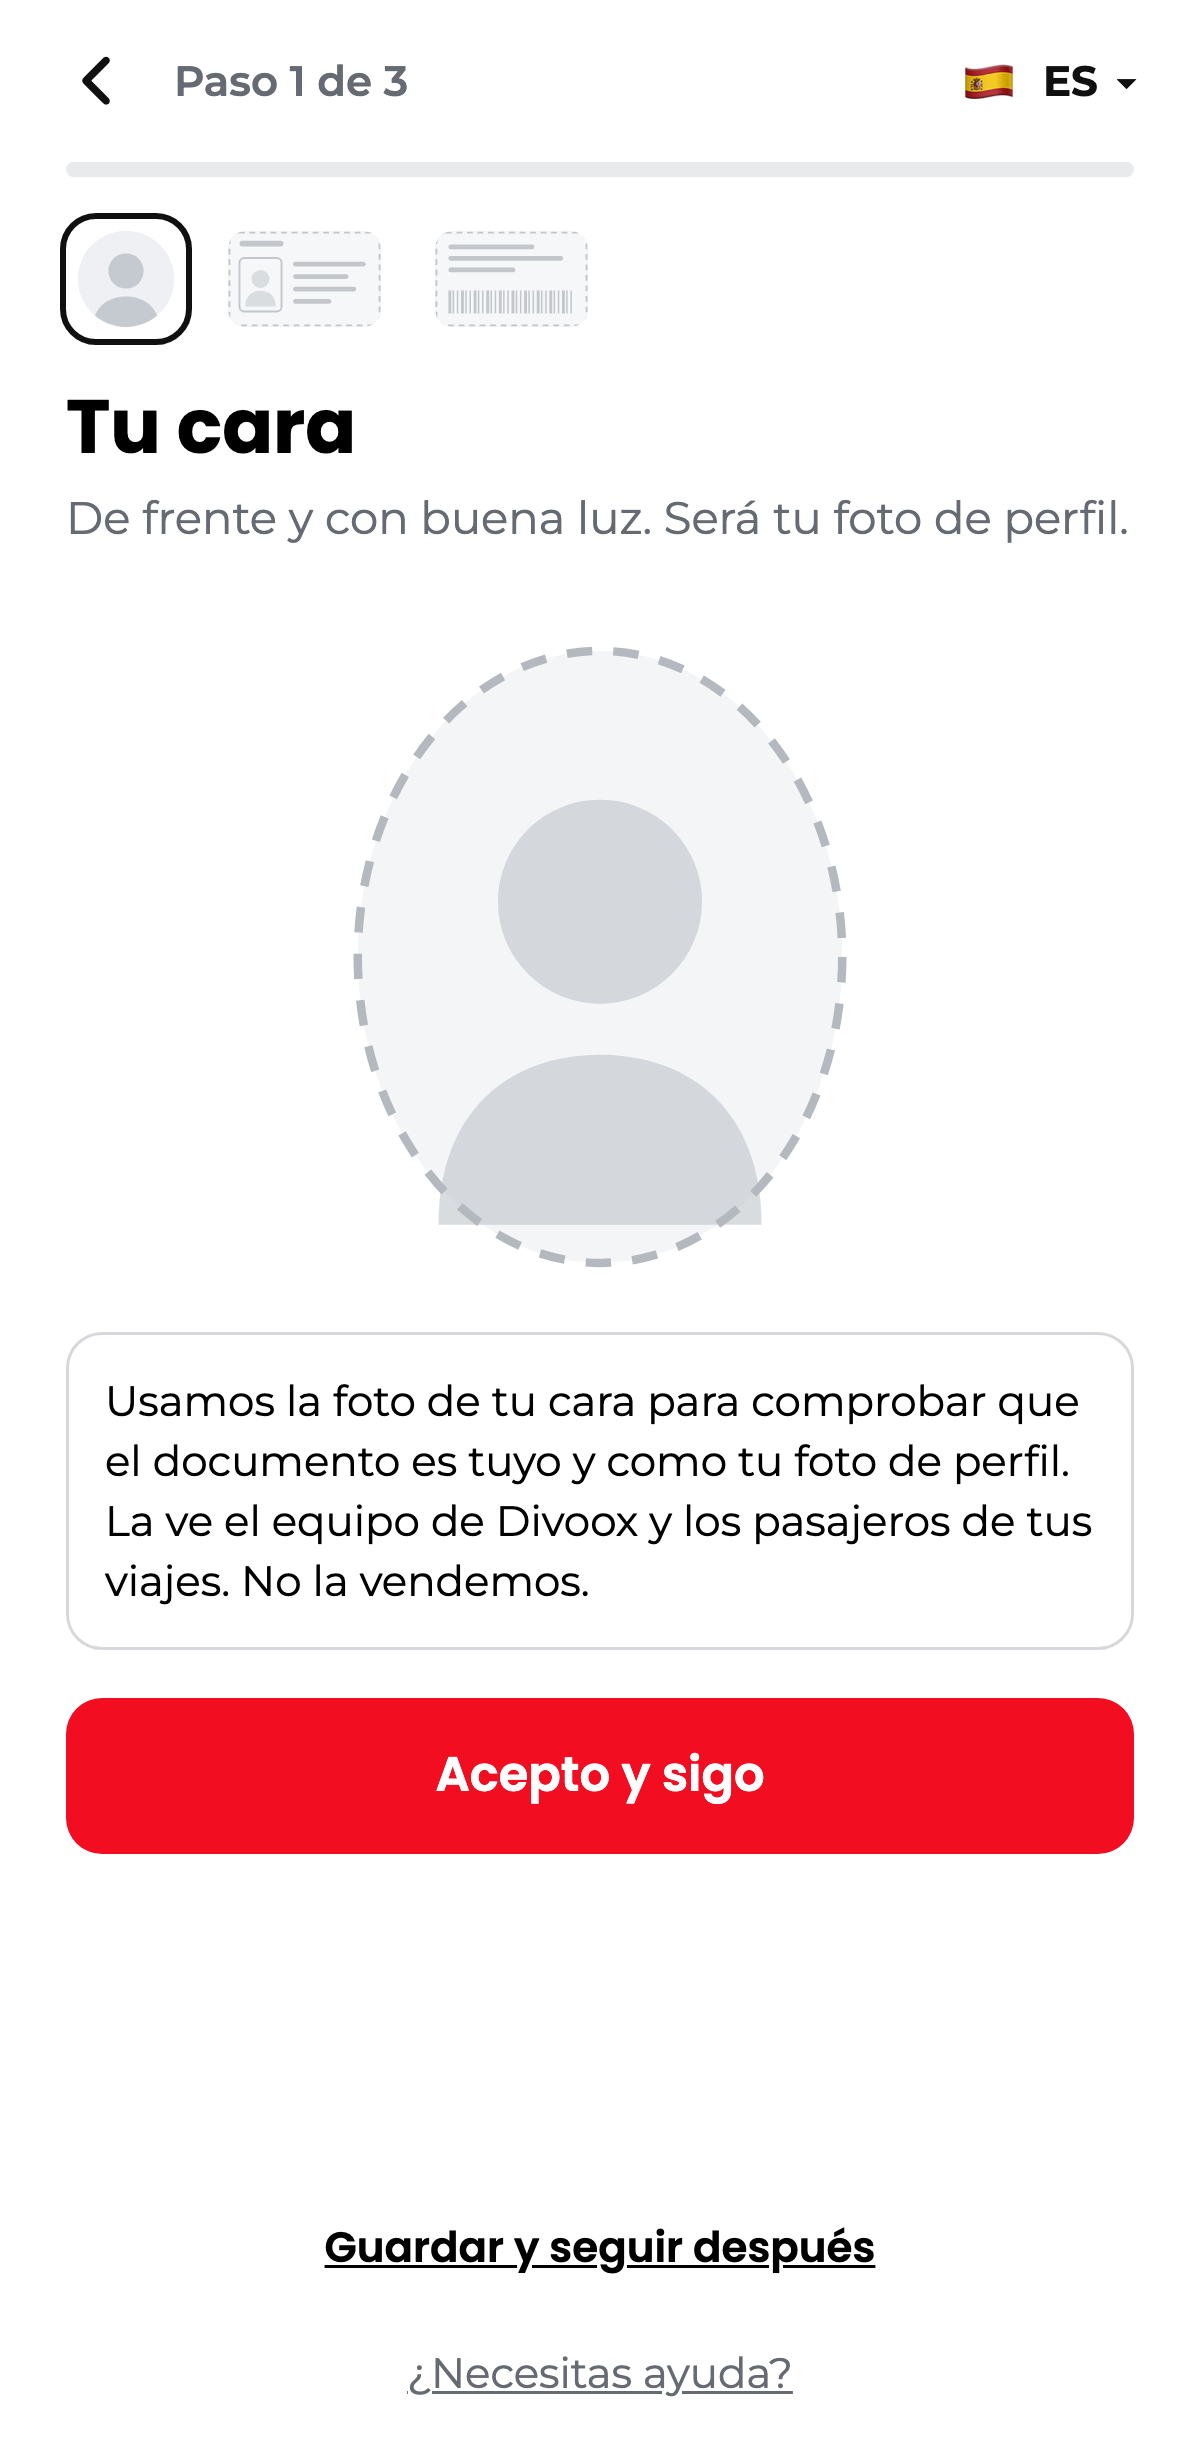 Paso 1 de 3
ES
Tu cara
De frente y con buena luz. Será tu foto de perfil.
Usamos la foto de tu cara para comprobar que
el documento es tuyo y como tu foto de perfil.
La ve el equipo de Divoox y los pasajeros de tus
viajes. No la vendemos.
Acepto y sigo
Guardar y seguir después
¿Necesitas ayuda?